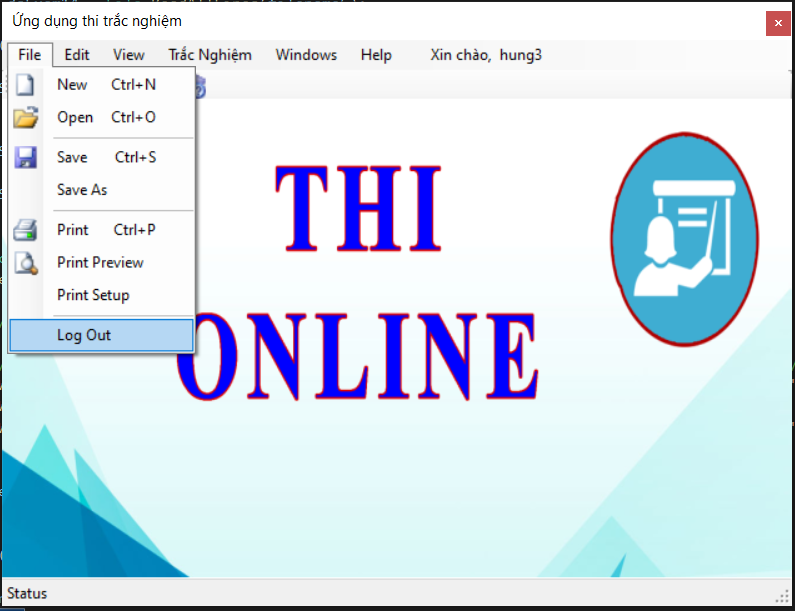 Ứng dụng thi trắc nghiệm
File Edit View Trắc Nghiệm Windows Help Xin chào, hung3
New Ctrl+N
Open Ctrl+O
Save Ctrl+S
Save As
Print Ctrl+P
Print Preview
Print Setup
Log Out
THI
ONLINE
Status